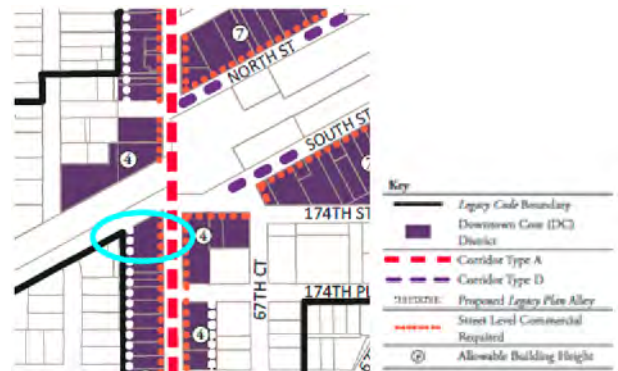 7
NORTH ST
SOUTH ST
7
4
174TH ST
4
67TH CT
174TH PL
4
Key
Legacy Code Boundary
Downtown Core (DC)
District
Corridor Type A
Corridor Type D
Proposed Legacy Plan Alley
Street Level Commercial
Required
Allowable Building Height